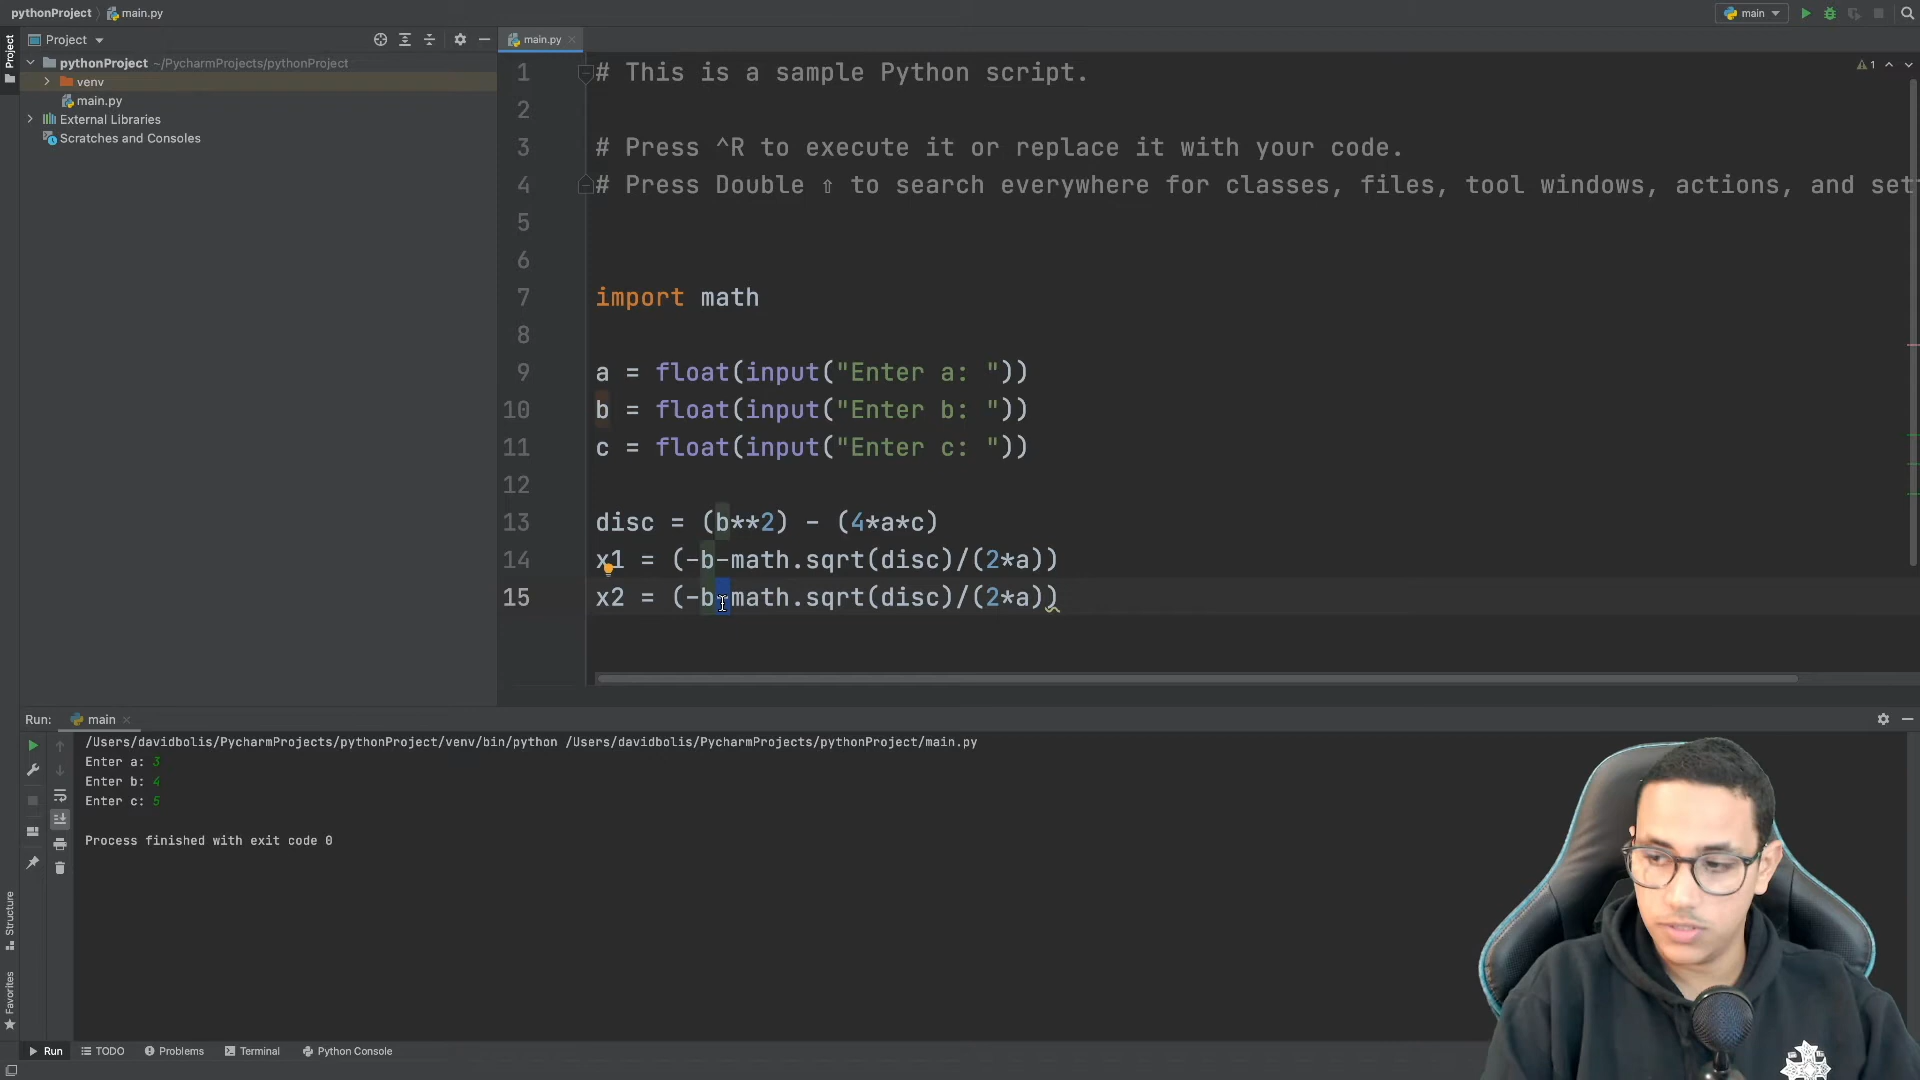 pythonProject main.py
main
Project
main.py
Project
pythonProject ~/PycharmProjects/pythonProject
venv
main.py
External Libraries
Scratches and Consoles
1
1 # This is a sample Python script.
2
3 # Press ^R to execute it or replace it with your code.
4 # Press Double ⇧ to search everywhere for classes, files, tool windows, actions, and set
5
6
7 import math
8
9 a = float(input("Enter a: "))
10 b = float(input("Enter b: "))
11 c = float(input("Enter c: "))
12
13 disc = (b**2) - (4*a*c)
14 x1 = (-b-math.sqrt(disc)/(2*a))
15 x2 = (-b-math.sqrt(disc)/(2*a))
Run: main
/Users/davidbolis/PycharmProjects/pythonProject/venv/bin/python /Users/davidbolis/PycharmProjects/pythonProject/main.py
Enter a: 3
Enter b: 4
Enter c: 5
Process finished with exit code 0
Structure
Favorites
Run TODO Problems Terminal Python Console